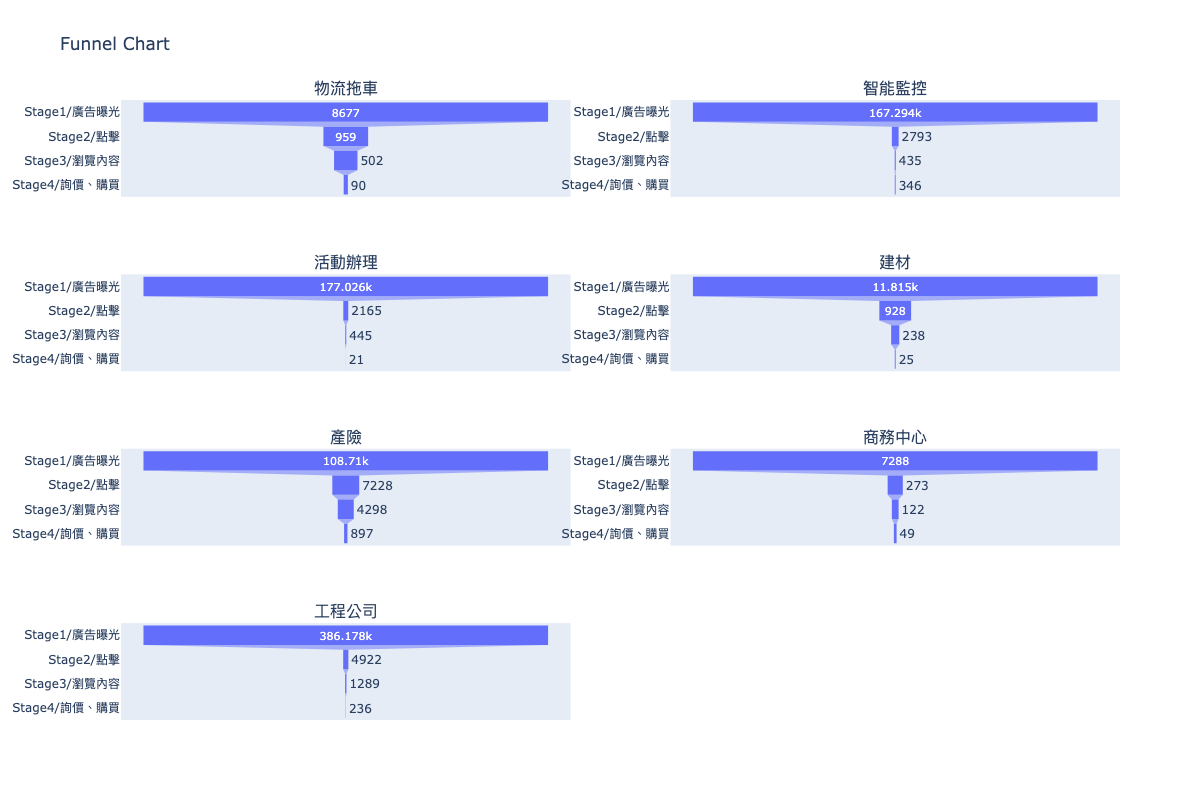 Funnel Chart
物流拖車
Stage1/廣告曝光 8677
Stage2/點擊 959
Stage3/瀏覽內容 502
Stage4/詢價、購買 90
智能監控
Stage1/廣告曝光 167.294k
Stage2/點擊 2793
Stage3/瀏覽內容 435
Stage4/詢價、購買 346
活動辦理
Stage1/廣告曝光 177.026k
Stage2/點擊 2165
Stage3/瀏覽內容 445
Stage4/詢價、購買 21
建材
Stage1/廣告曝光 11.815k
Stage2/點擊 928
Stage3/瀏覽內容 238
Stage4/詢價、購買 25
產險
Stage1/廣告曝光 108.71k
Stage2/點擊 7228
Stage3/瀏覽內容 4298
Stage4/詢價、購買 897
商務中心
Stage1/廣告曝光 7288
Stage2/點擊 273
Stage3/瀏覽內容 122
Stage4/詢價、購買 49
工程公司
Stage1/廣告曝光 386.178k
Stage2/點擊 4922
Stage3/瀏覽內容 1289
Stage4/詢價、購買 236